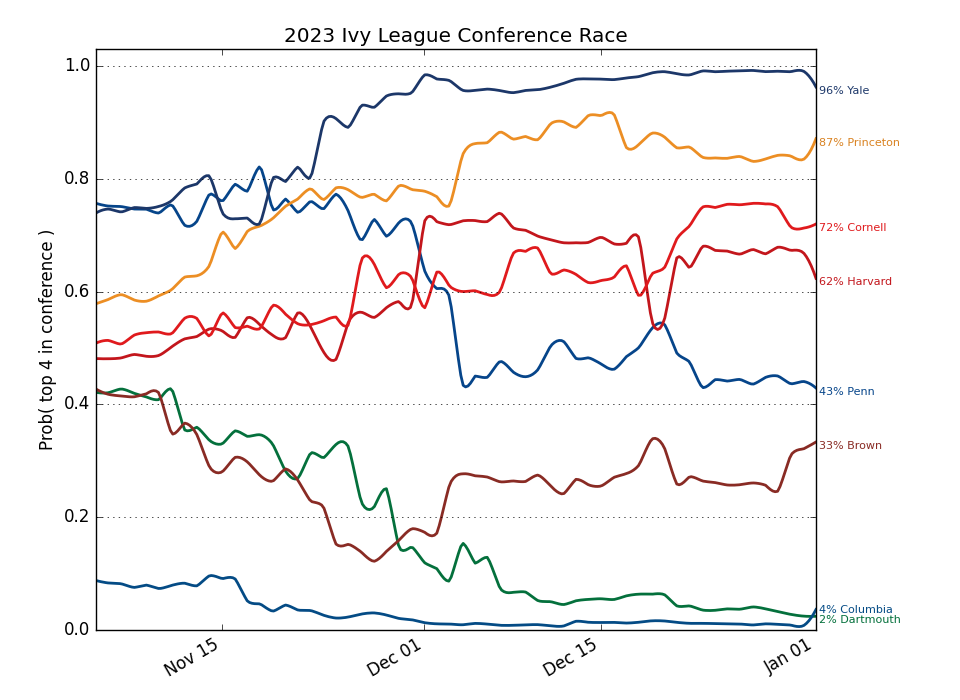 2023 Ivy League Conference Race
Prob( top 4 in conference )
1.0
0.8
0.6
0.4
0.2
0.0
96% Yale
87% Princeton
72% Cornell
62% Harvard
43% Penn
33% Brown
4% Columbia
2% Dartmouth
Nov 15
Dec 01
Dec 15
Jan 01